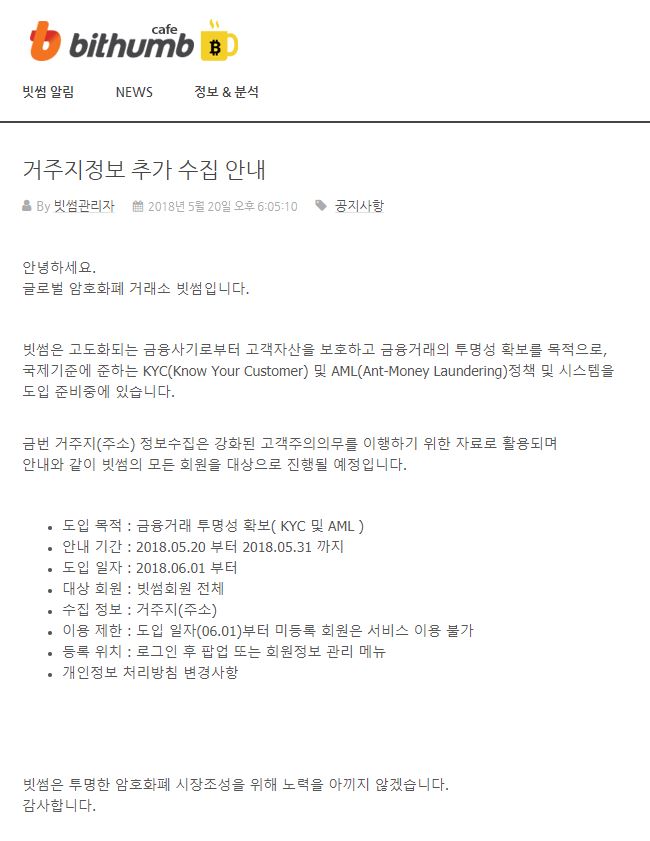 bithumb cafe
빗썸 알림 NEWS 정보 & 분석
거주지정보 추가 수집 안내
By 빗썸관리자 2018년 5월 20일 오후 6:05:10 공지사항
안녕하세요.
글로벌 암호화폐 거래소 빗썸입니다.
빗썸은 고도화되는 금융사기로부터 고객자산을 보호하고 금융거래의 투명성 확보를 목적으로,
국제기준에 준하는 KYC(Know Your Customer) 및 AML(Ant-Money Laundering)정책 및 시스템을
도입 준비중에 있습니다.
금번 거주지(주소) 정보수집은 강화된 고객주의의무를 이행하기 위한 자료로 활용되며
안내와 같이 빗썸의 모든 회원을 대상으로 진행될 예정입니다.
• 도입 목적 : 금융거래 투명성 확보( KYC 및 AML )
• 안내 기간 : 2018.05.20 부터 2018.05.31 까지
• 도입 일자 : 2018.06.01 부터
• 대상 회원 : 빗썸회원 전체
• 수집 정보 : 거주지(주소)
• 이용 제한 : 도입 일자(06.01)부터 미등록 회원은 서비스 이용 불가
• 등록 위치 : 로그인 후 팝업 또는 회원정보 관리 메뉴
• 개인정보 처리방침 변경사항
빗썸은 투명한 암호화폐 시장조성을 위해 노력을 아끼지 않겠습니다.
감사합니다.